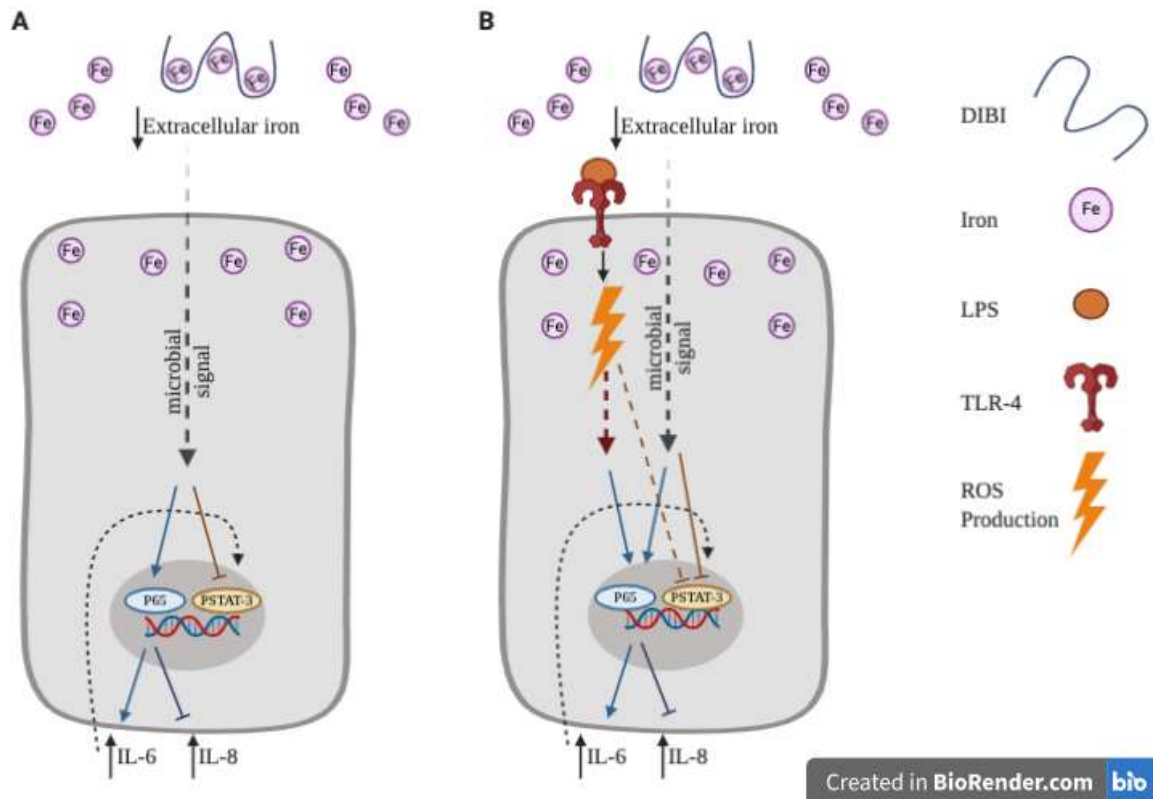 A
Fe
Fe
Fe
Fe
Fe
Fe
Fe
Fe
Fe
Extracellular iron
Fe
Fe
Fe
Fe
Fe
Fe
microbial
signal
P65
PSTAT-3
IL-6
IL-8
B
Fe
Fe
Fe
Fe
Fe
Fe
Fe
Fe
Fe
Extracellular iron
Fe
Fe
Fe
Fe
Fe
Fe
microbial
signal
P65
PSTAT-3
IL-6
IL-8
DIBI
Iron
Fe
LPS
TLR-4
ROS
Production
Created in BioRender.com bio